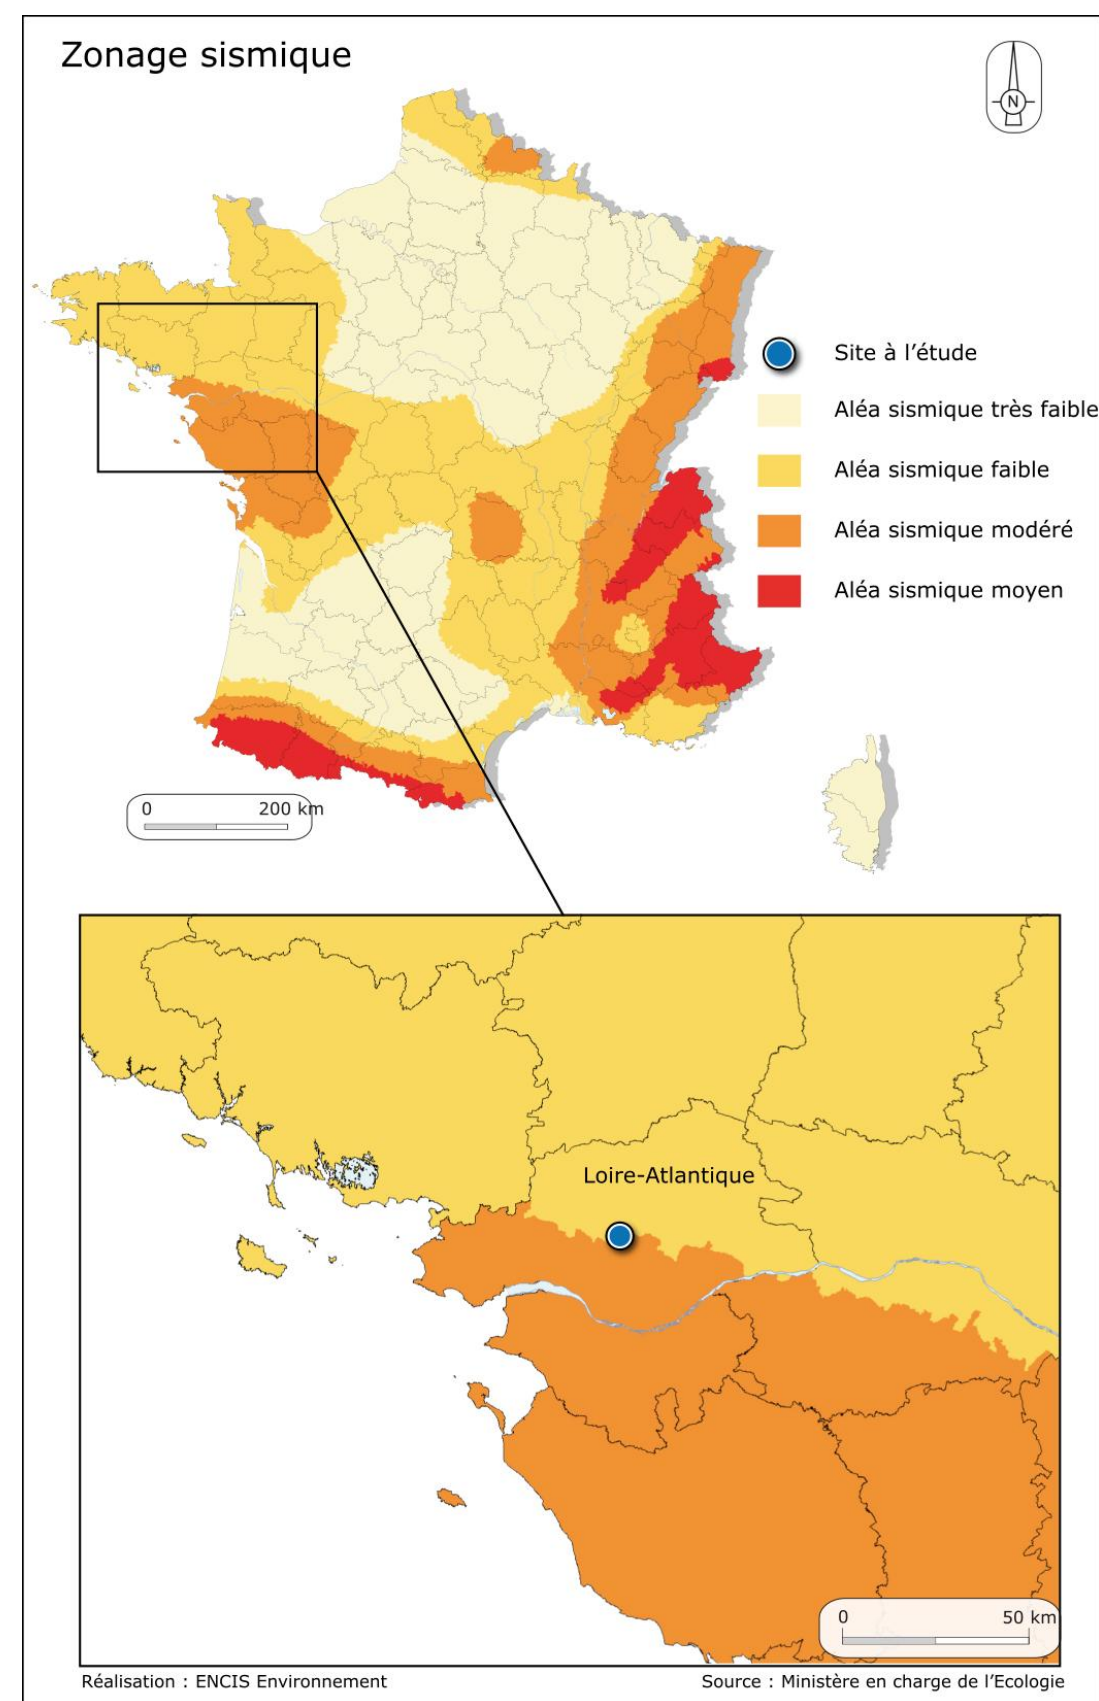 Zonage sismique
N
Site à l'étude
Aléa sismique très faible
Aléa sismique faible
Aléa sismique modéré
Aléa sismique moyen
0 200 km
Loire-Atlantique
0 50 km
Réalisation : ENCIS Environnement
Source : Ministère en charge de l'Ecologie